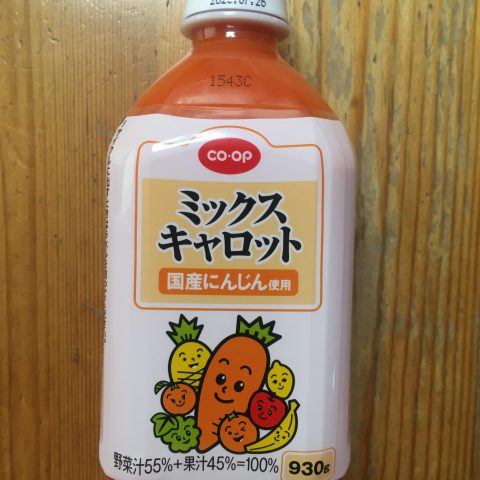 1543C
CO·OP
ミックス
キャロット
国産にんじん使用
野菜汁55%+果汁45%=100%
930g